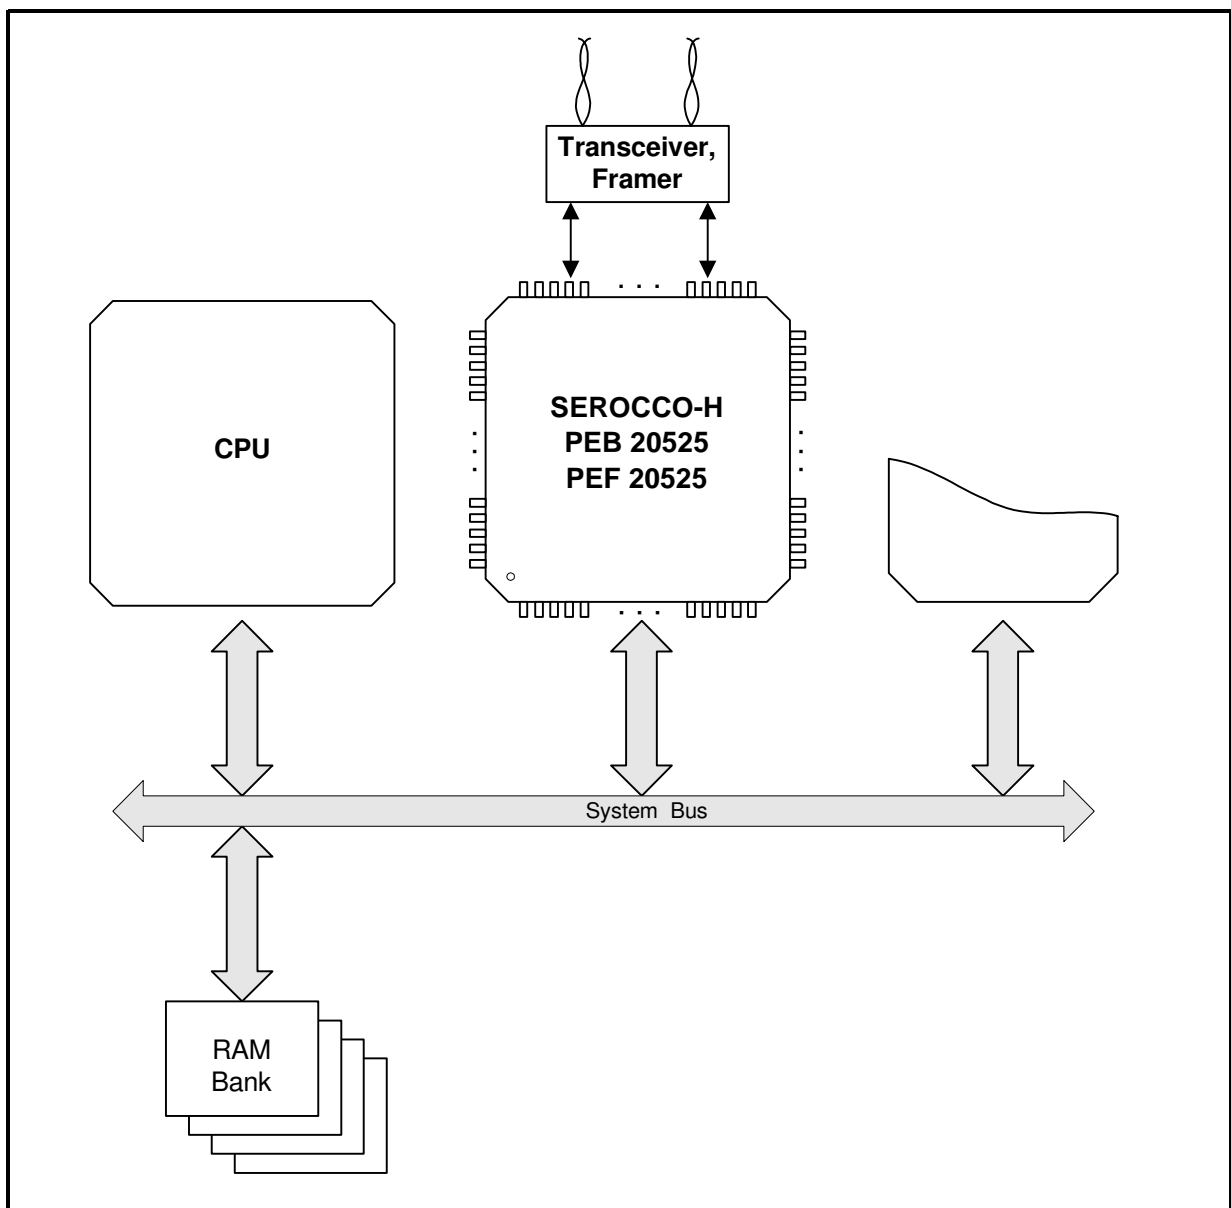 Transceiver,
Framer
CPU
SEROCCO-H
PEB 20525
PEF 20525
System Bus
RAM
Bank